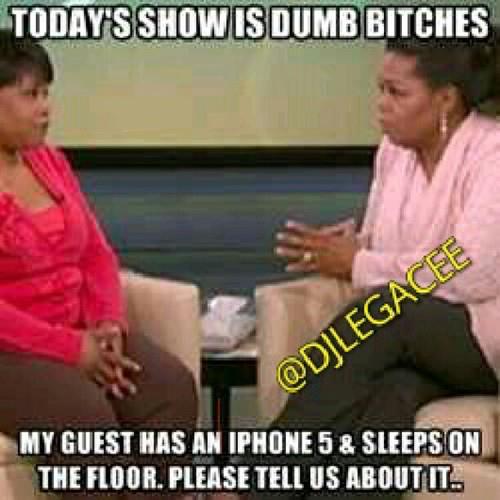 TODAY'S SHOW IS DUMB BITCHES
@DJLEGACEE
MY GUEST HAS AN IPHONE 5 & SLEEPS ON
THE FLOOR. PLEASE TELL US ABOUT IT..